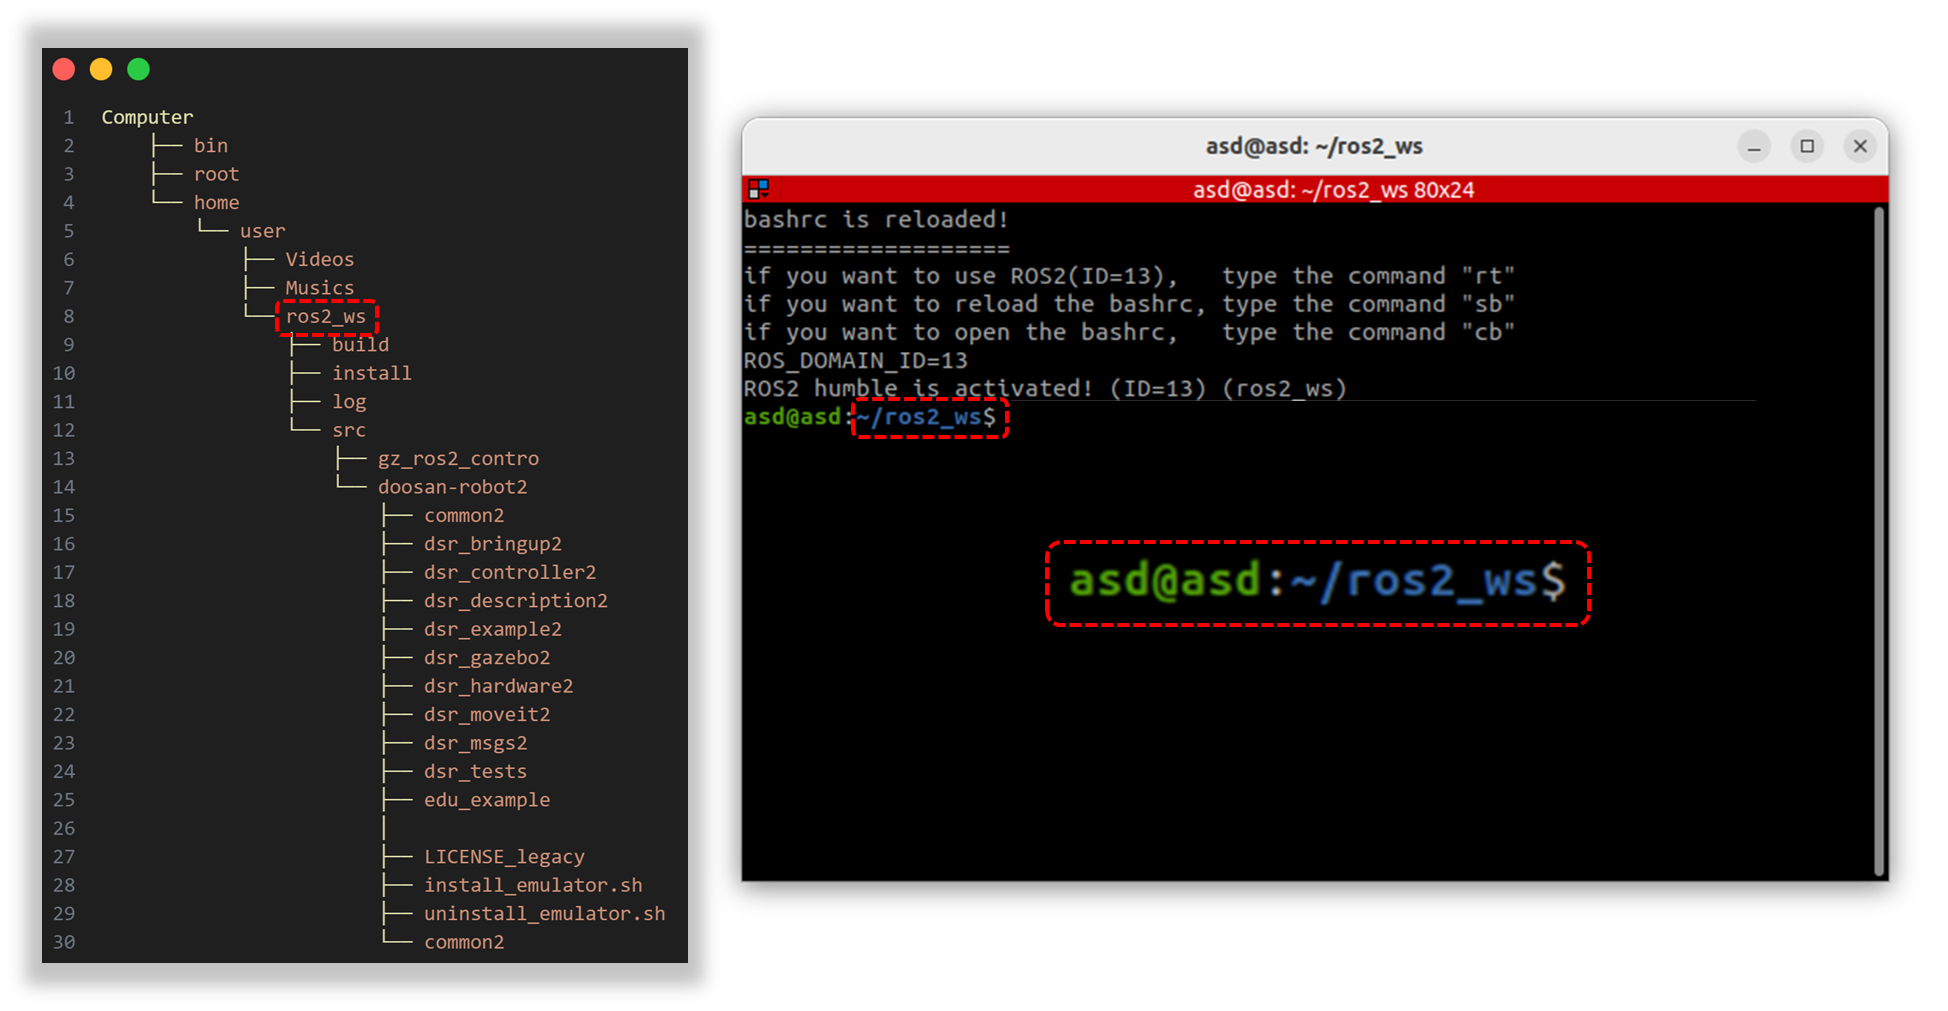 1 Computer
2 ├── bin
3 ├── root
4 └── home
5 └── user
6 ├── Videos
7 ├── Musics
8 └── ros2_ws
9 ├── build
10 ├── install
11 ├── log
12 └── src
13 ├── gz_ros2_contro
14 └── doosan-robot2
15 ├── common2
16 ├── dsr_bringup2
17 ├── dsr_controller2
18 ├── dsr_description2
19 ├── dsr_example2
20 ├── dsr_gazebo2
21 ├── dsr_hardware2
22 ├── dsr_moveit2
23 ├── dsr_msgs2
24 ├── dsr_tests
25 ├── edu_example
26 │
27 ├── LICENSE_legacy
28 ├── install_emulator.sh
29 ├── uninstall_emulator.sh
30 └── common2
asd@asd: ~/ros2_ws
asd@asd: ~/ros2_ws 80x24
bashrc is reloaded!
===================
if you want to use ROS2(ID=13),   type the command "rt"
if you want to reload the bashrc, type the command "sb"
if you want to open the bashrc,   type the command "cb"
ROS_DOMAIN_ID=13
ROS2 humble is activated! (ID=13) (ros2_ws)
asd@asd:~/ros2_ws$
asd@asd:~/ros2_ws$